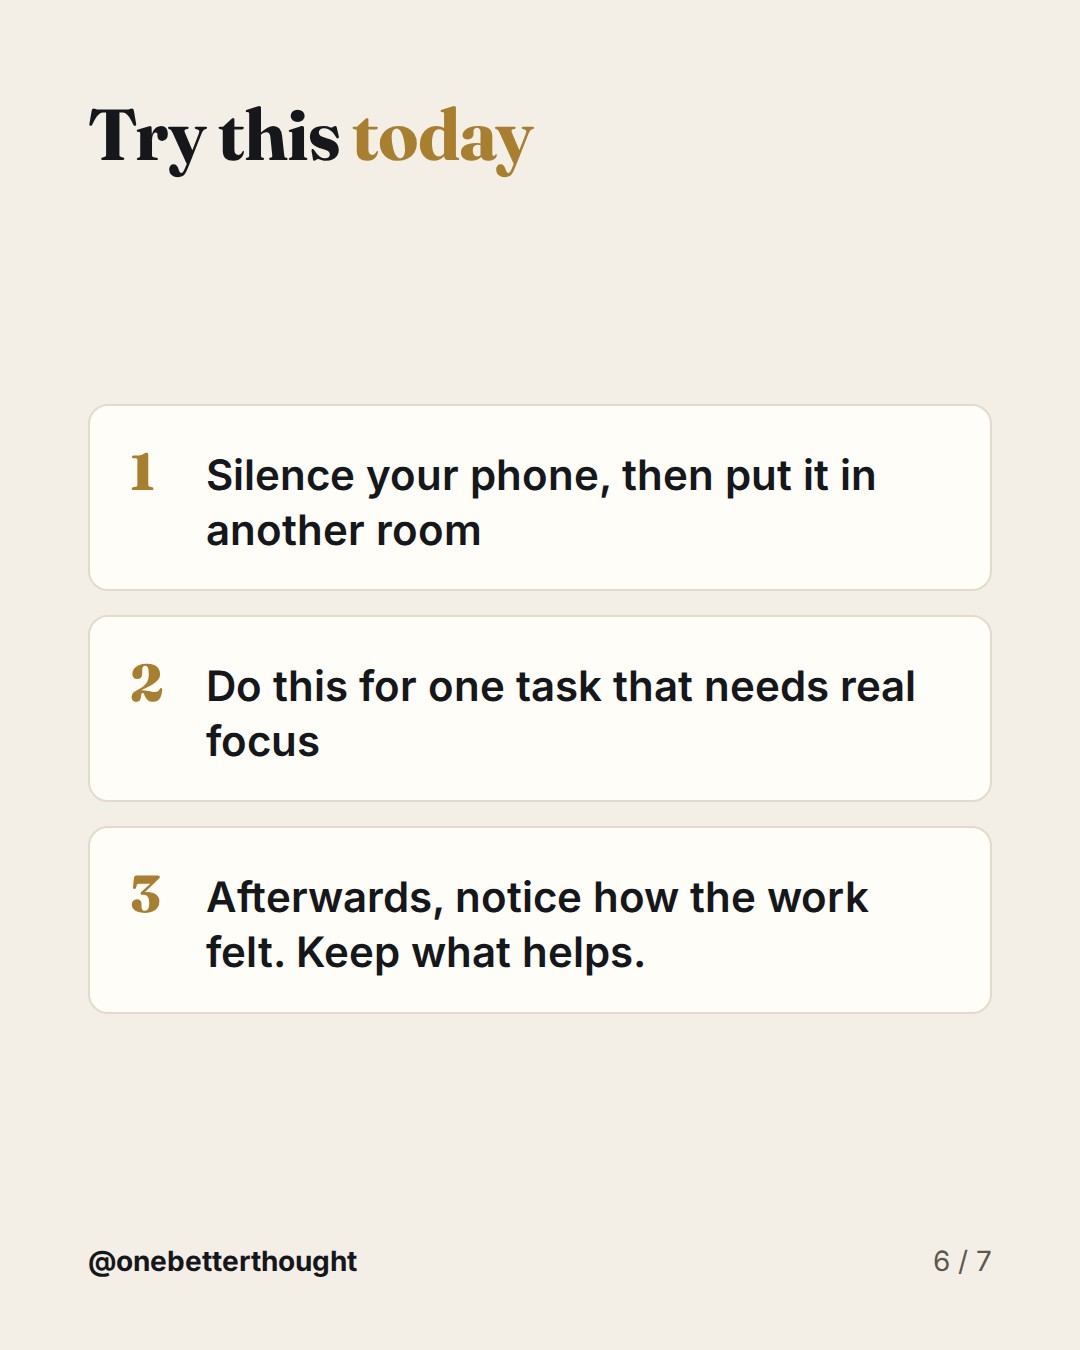 Try this today
1 Silence your phone, then put it in
another room
2 Do this for one task that needs real
focus
3 Afterwards, notice how the work
felt. Keep what helps.
@onebetterthought 6 / 7